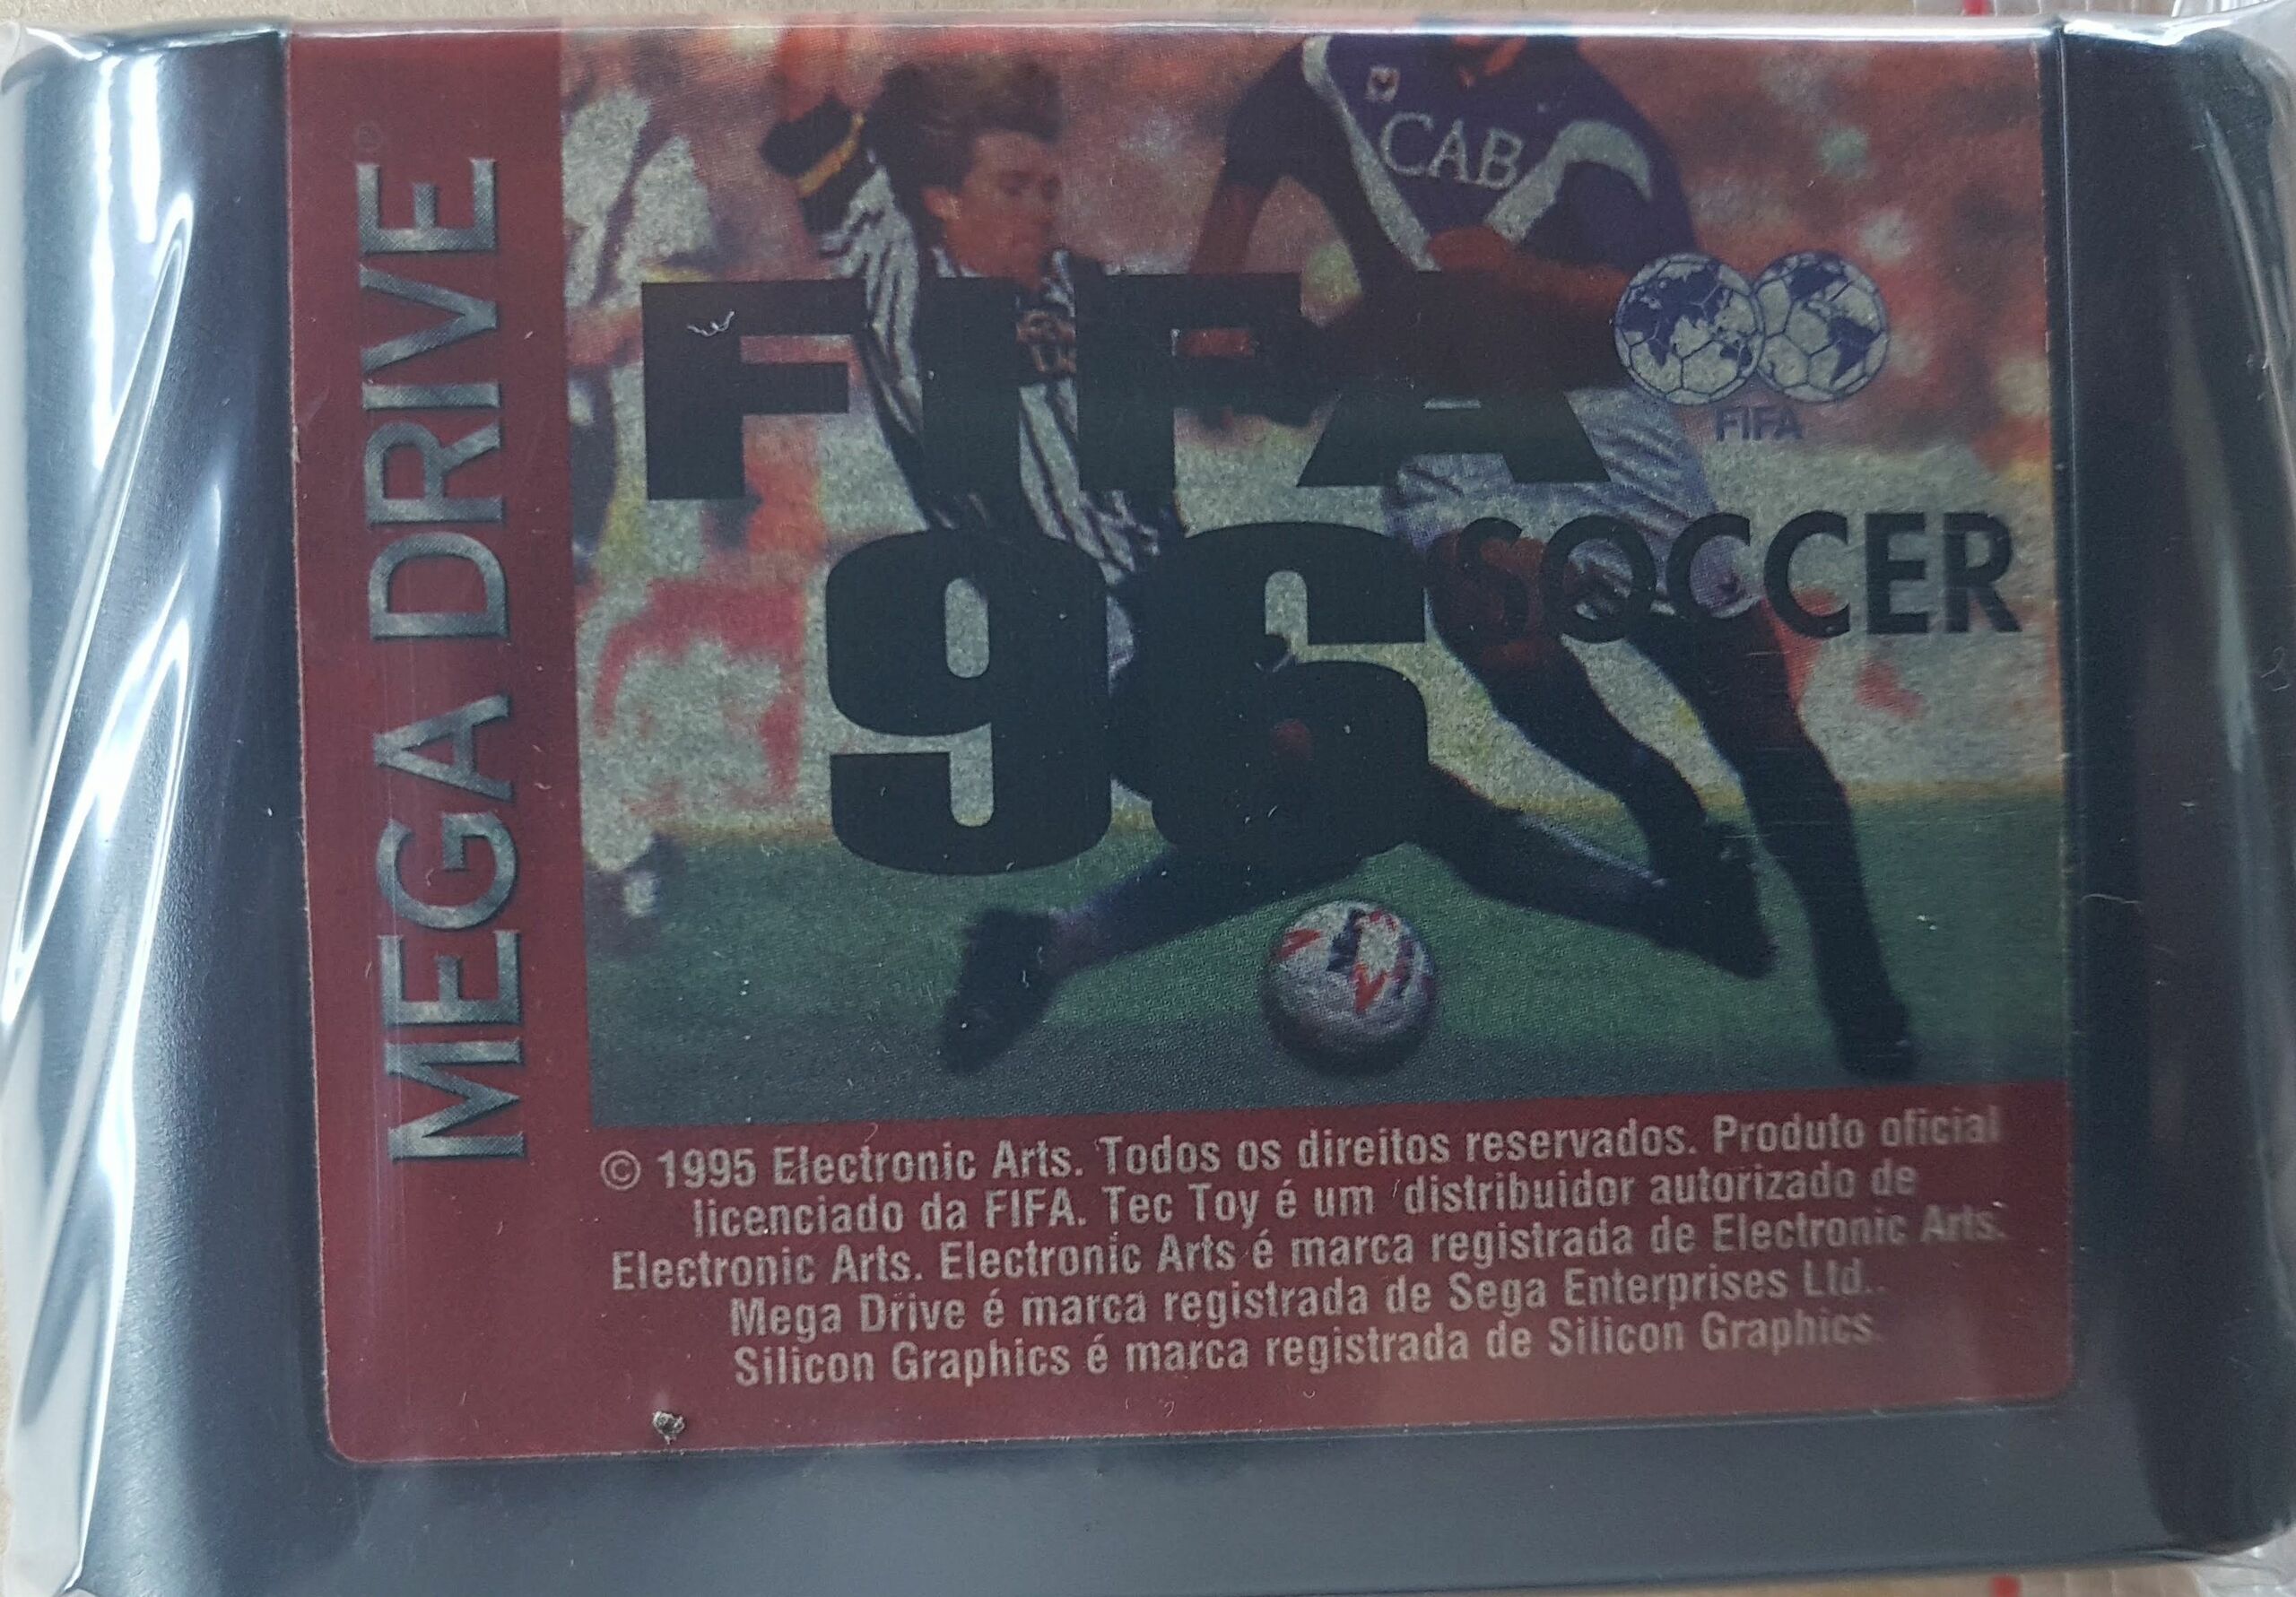 MEGA DRIVE
CAB
FIFA
FIFA
96 SOCCER
© 1995 Electronic Arts. Todos os direitos reservados. Produto oficial
licenciado da FIFA. Tec Toy é um distribuidor autorizado de
Electronic Arts. Electronic Arts é marca registrada de Electronic Arts.
Mega Drive é marca registrada de Sega Enterprises Ltd..
Silicon Graphics é marca registrada de Silicon Graphics.